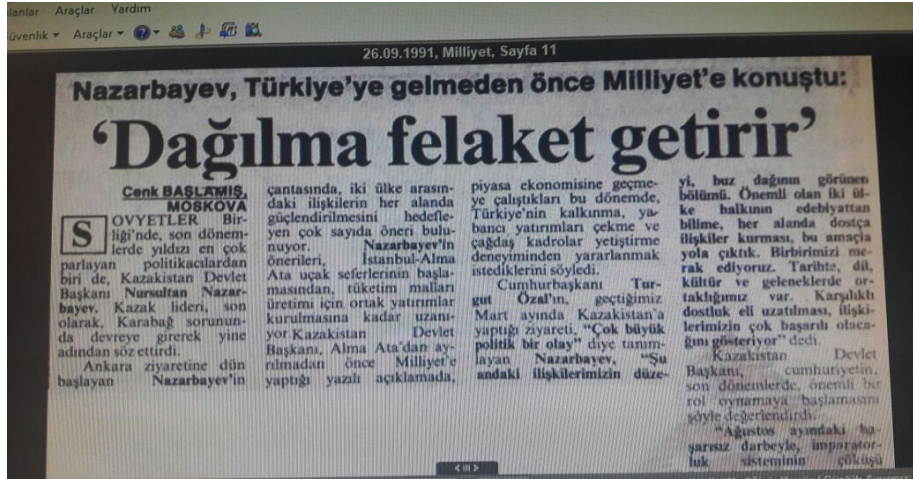 Araçlar Yardım
Araçlar
26.09.1991, Milliyet, Sayfa 11
Nazarbayev, Türkiye'ye gelmeden önce Milliyet'e konuştu:
'Dağılma felaket getirir'
Cenk BAŞLAMIŞ,
MOSKOVA
SOVYETLER Bir-
liği'nde, son dönem-
lerde yıldızı en çok
parlayan politikacılardan
biri de, Kazakistan Devlet
Başkanı Nursultan Nazar-
bayev. Kazak lideri, son
olarak, Karabağ sorunun-
da devreye girerek yine
adından söz ettirdi.
Ankara ziyaretine dün
başlayan Nazarbayev'in
çantasında, iki ülke arasın-
daki ilişkilerin her alanda
güçlendirilmesini hedefle-
yen çok sayıda öneri bulu-
nuyor. Nazarbayev'in
önerileri, İstanbul-Alma
Ata uçak seferlerinin başla-
masından, tüketim malları
üretimi için ortak yatırımlar
kurulmasına kadar uzanı-
yor.Kazakistan Devlet
Başkanı, Alma Ata'dan ay-
rılmadan önce Milliyet'e
yaptığı yazılı açıklamada,
piyasa ekonomisine geçme-
ye çalıştıkları bu dönemde,
Türkiye'nin kalkınma, ya-
bancı yatırımları çekme ve
çağdaş kadrolar yetiştirme
deneyiminden yararlanmak
istediklerini söyledi.
Cumhurbaşkanı Tur-
gut Özal'ın, geçtiğimiz
Mart ayında Kazakistan'a
yaptığı ziyareti, "Çok büyük
politik bir olay" diye tanım-
layan Nazarbayev, "Şu
andaki ilişkilerimizin düze-
yi, buz dağının görünen
bölümü. Önemli olan iki ül-
ke halkının edebiyattan
bilime, her alanda dostça
ilişkiler kurması, bu amaçla
yola çıktık. Birbirimizi me-
rak ediyoruz. Tarihte, dil,
kültür ve geleneklerde or-
taklığımız var. Karşılıklı
dostluk eli uzatılması, ilişki-
lerimizin çok başarılı olaca-
ğını gösteriyor" dedi.
Kazakistan Devlet
Başkanı, cumhuriyetin,
son dönemlerde, önemli bir
rol oynamaya başlamasını
şöyle değerlendirdi:
"Ağustos ayındaki ba-
şarısız darbeyle, imparator-
luk sisteminin çöküşü